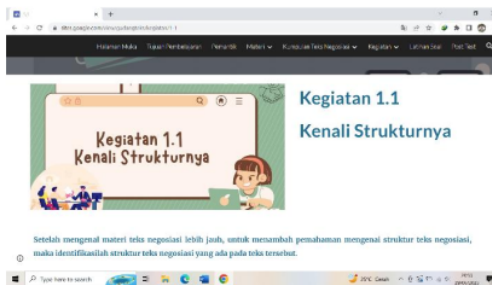 Halaman Muka Tujuan Pembelajaran Pemantik Materi Kumpulan Teks Negosiasi Kegiatan Latihan Soal Post Test
Kegiatan 1.1
Kenali Strukturnya
Kegiatan 1.1
Kenali Strukturnya
Setelah mengenal materi teks negosiasi lebih jauh, untuk menambah pemahaman mengenai struktur teks negosiasi,
maka identifikasilah struktur teks negosiasi yang ada pada teks tersebut.
Type here to search